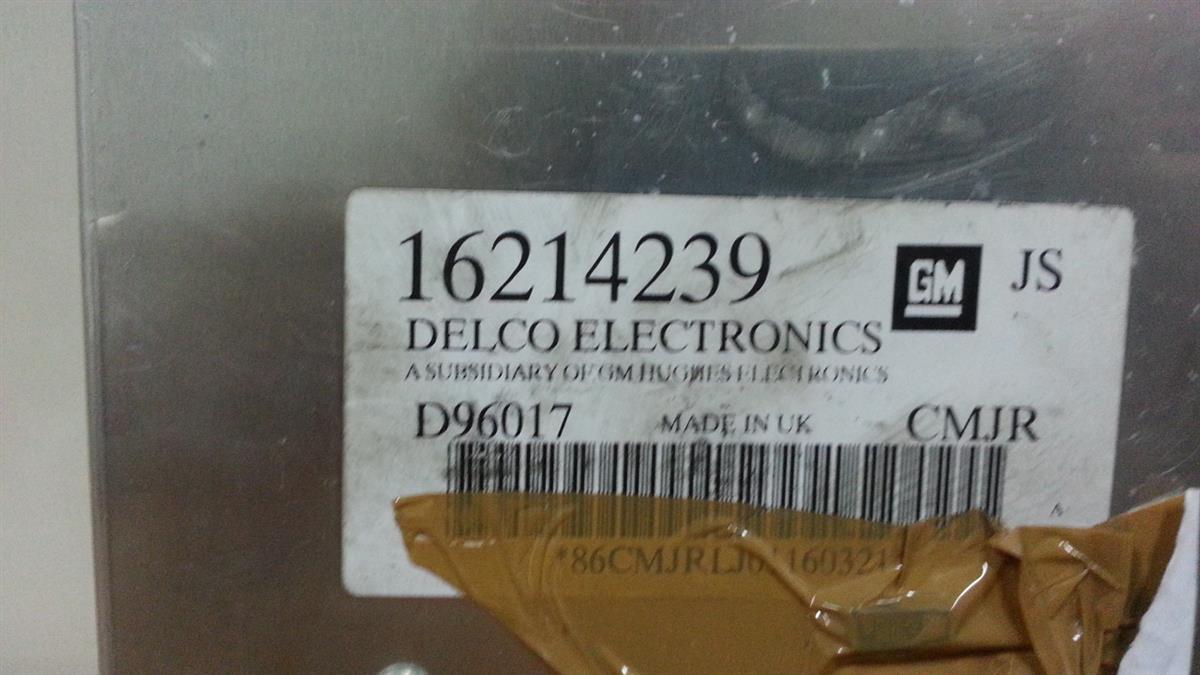 16214239
GM
JS
DELCO ELECTRONICS
A SUBSIDIARY OF GM HUGHES ELECTRONICS
D96017 MADE IN UK CMJR
A